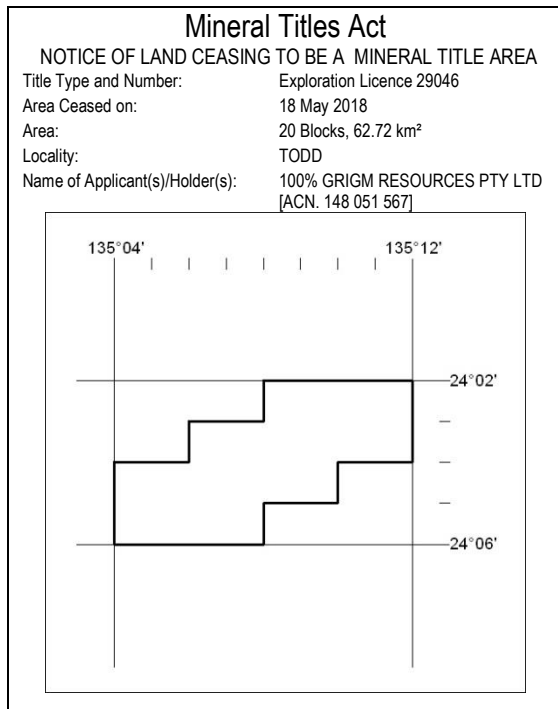 Mineral Titles Act
NOTICE OF LAND CEASING TO BE A MINERAL TITLE AREA
Title Type and Number: Exploration Licence 29046
Area Ceased on: 18 May 2018
Area: 20 Blocks, 62.72 km²
Locality: TODD
Name of Applicant(s)/Holder(s): 100% GRIGM RESOURCES PTY LTD
[ACN. 148 051 567]
135°04' 135°12'
24°02'
24°06'